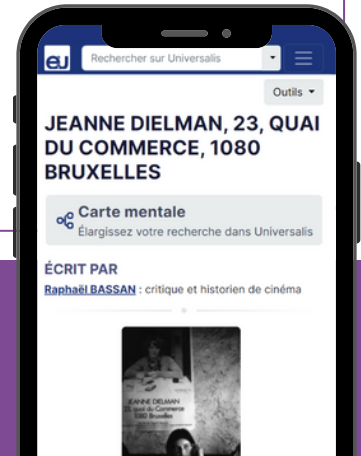 eu Rechercher sur Universalis
Outils
JEANNE DIELMAN, 23, QUAI
DU COMMERCE, 1080
BRUXELLES
Carte mentale
Élargissez votre recherche dans Universalis
ÉCRIT PAR
Raphaël BASSAN : critique et historien de cinéma
JEANNE DIELMAN
23, quai du Commerce
1080 Bruxelles